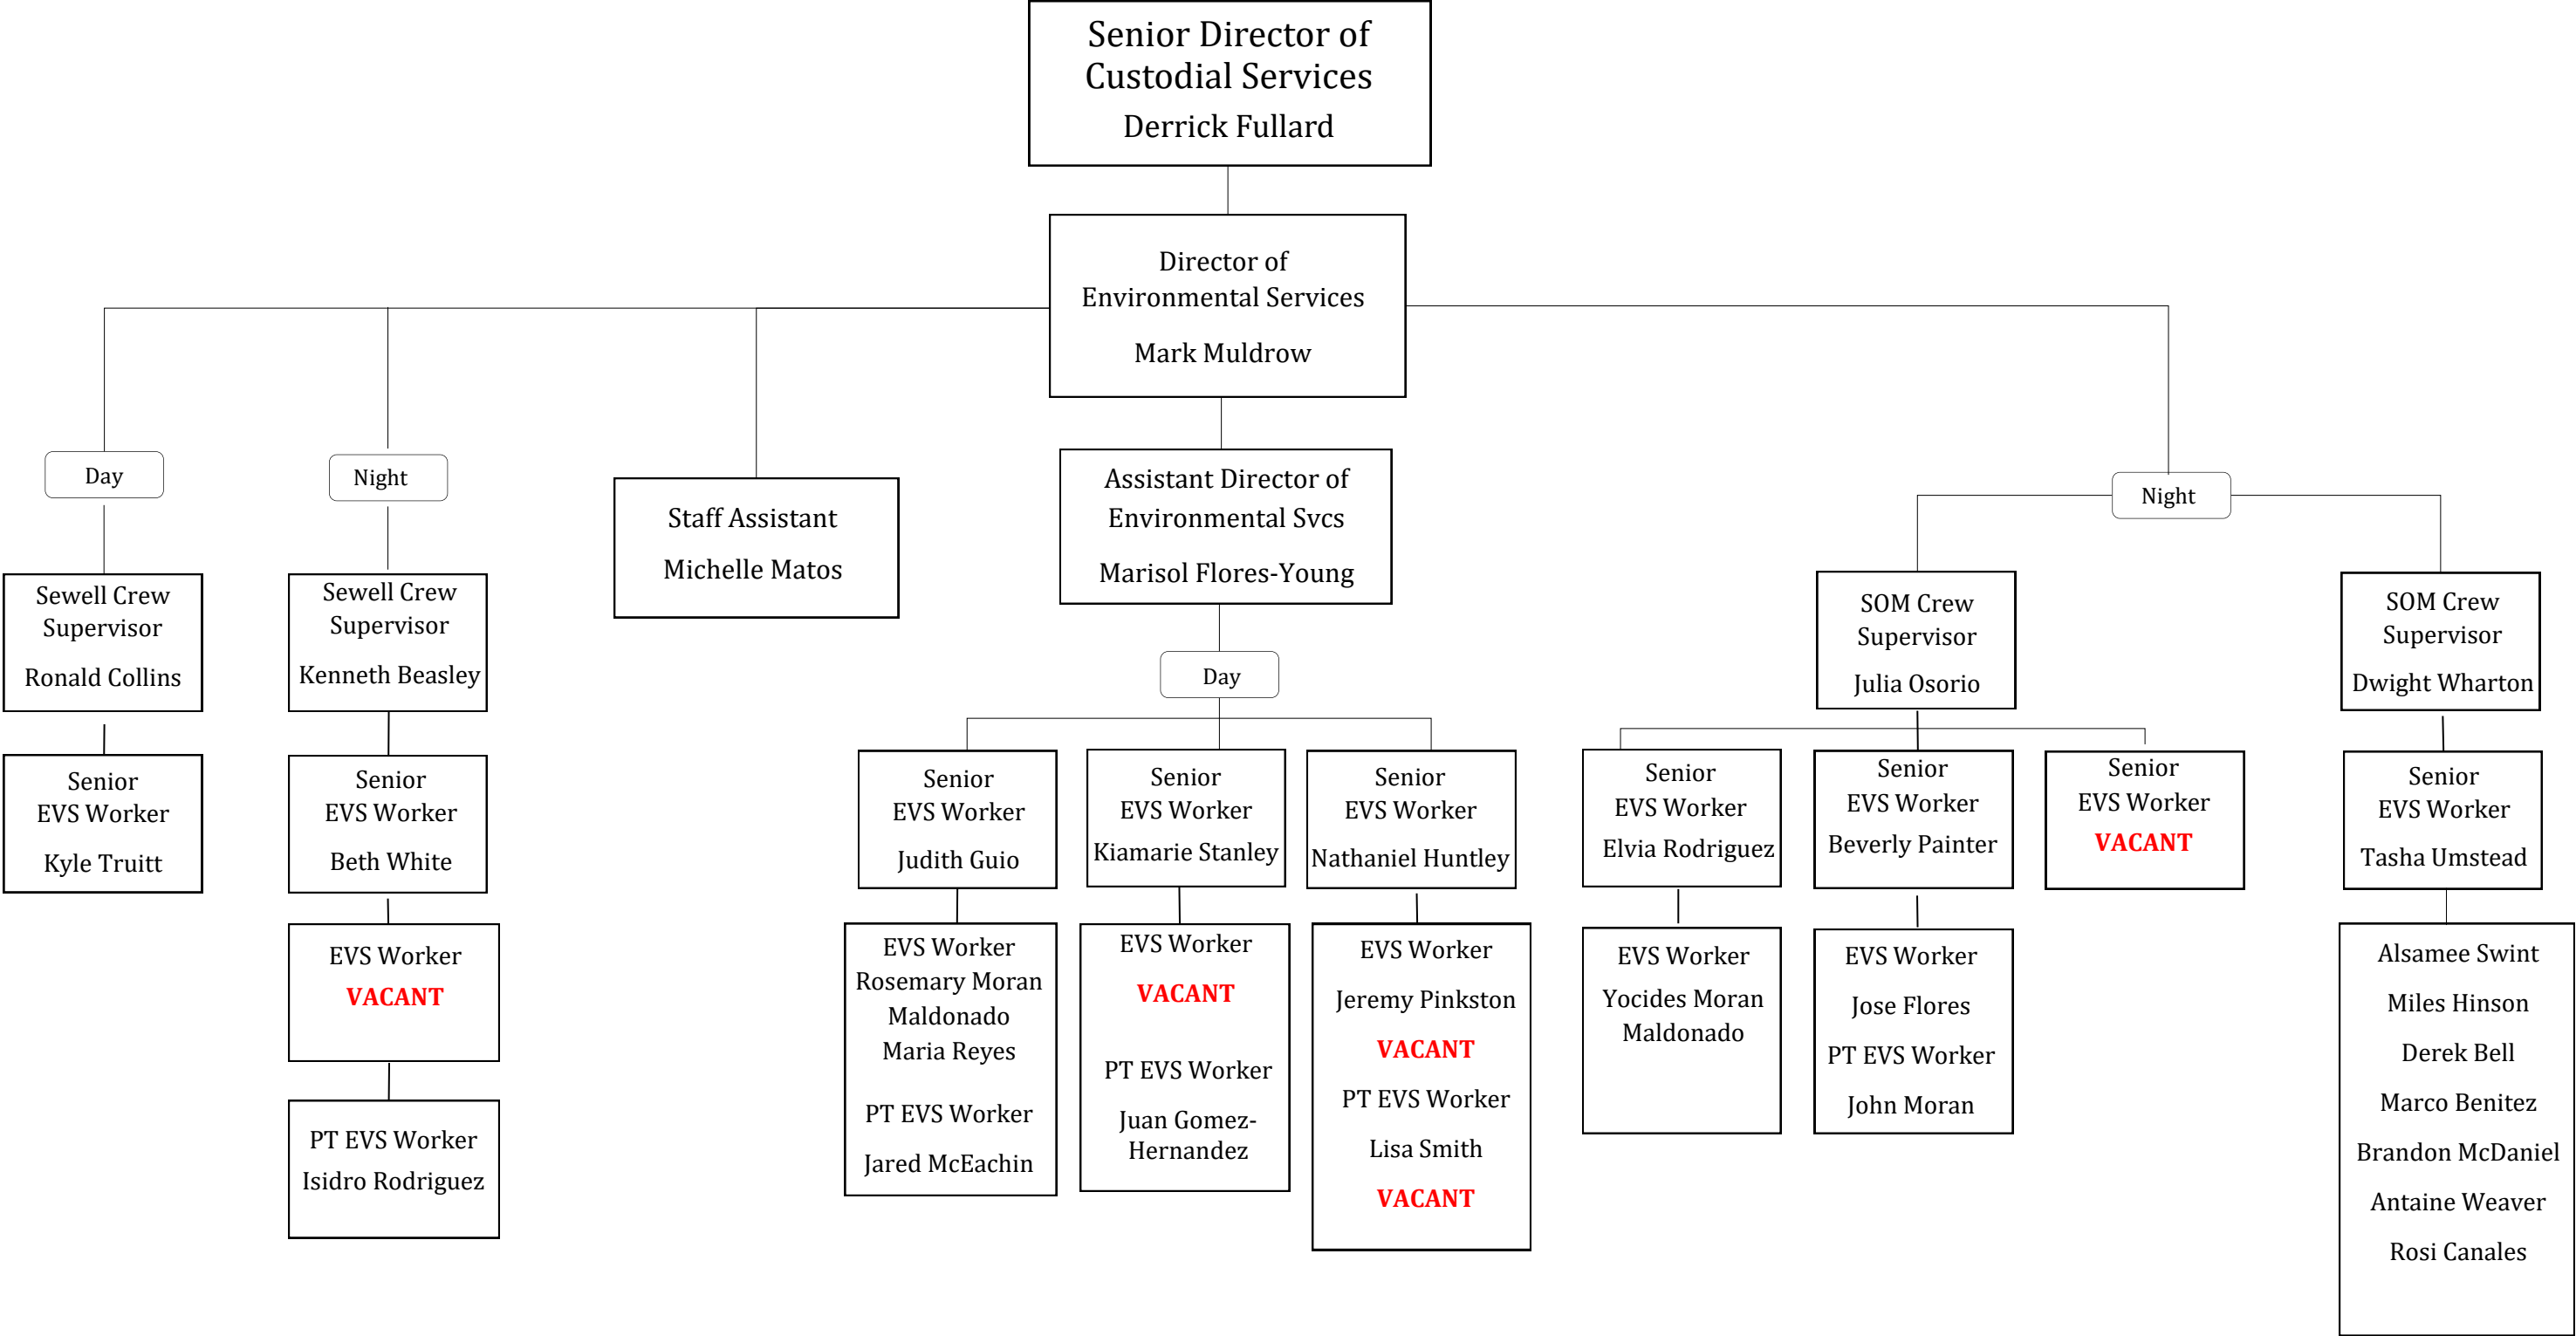 Senior Director of
Custodial Services
Derrick Fullard
Director of
Environmental Services
Mark Muldrow
Day
Night
Staff Assistant
Michelle Matos
Assistant Director of
Environmental Svcs
Marisol Flores-Young
Night
Sewell Crew
Supervisor
Ronald Collins
Sewell Crew
Supervisor
Kenneth Beasley
Day
SOM Crew
Supervisor
Julia Osorio
SOM Crew
Supervisor
Dwight Wharton
Senior
EVS Worker
Kyle Truitt
Senior
EVS Worker
Beth White
Senior
EVS Worker
Judith Guio
Senior
EVS Worker
Kiamarie Stanley
Senior
EVS Worker
Nathaniel Huntley
Senior
EVS Worker
Elvia Rodriguez
Senior
EVS Worker
Beverly Painter
Senior
EVS Worker
VACANT
Senior
EVS Worker
Tasha Umstead
EVS Worker
VACANT
PT EVS Worker
Isidro Rodriguez
EVS Worker
Rosemary Moran
Maldonado
Maria Reyes
PT EVS Worker
Jared McEachin
EVS Worker
VACANT
PT EVS Worker
Juan Gomez-
Hernandez
EVS Worker
Jeremy Pinkston
VACANT
PT EVS Worker
Lisa Smith
VACANT
EVS Worker
Yocides Moran
Maldonado
EVS Worker
Jose Flores
PT EVS Worker
John Moran
Alsamee Swint
Miles Hinson
Derek Bell
Marco Benitez
Brandon McDaniel
Antaine Weaver
Rosi Canales